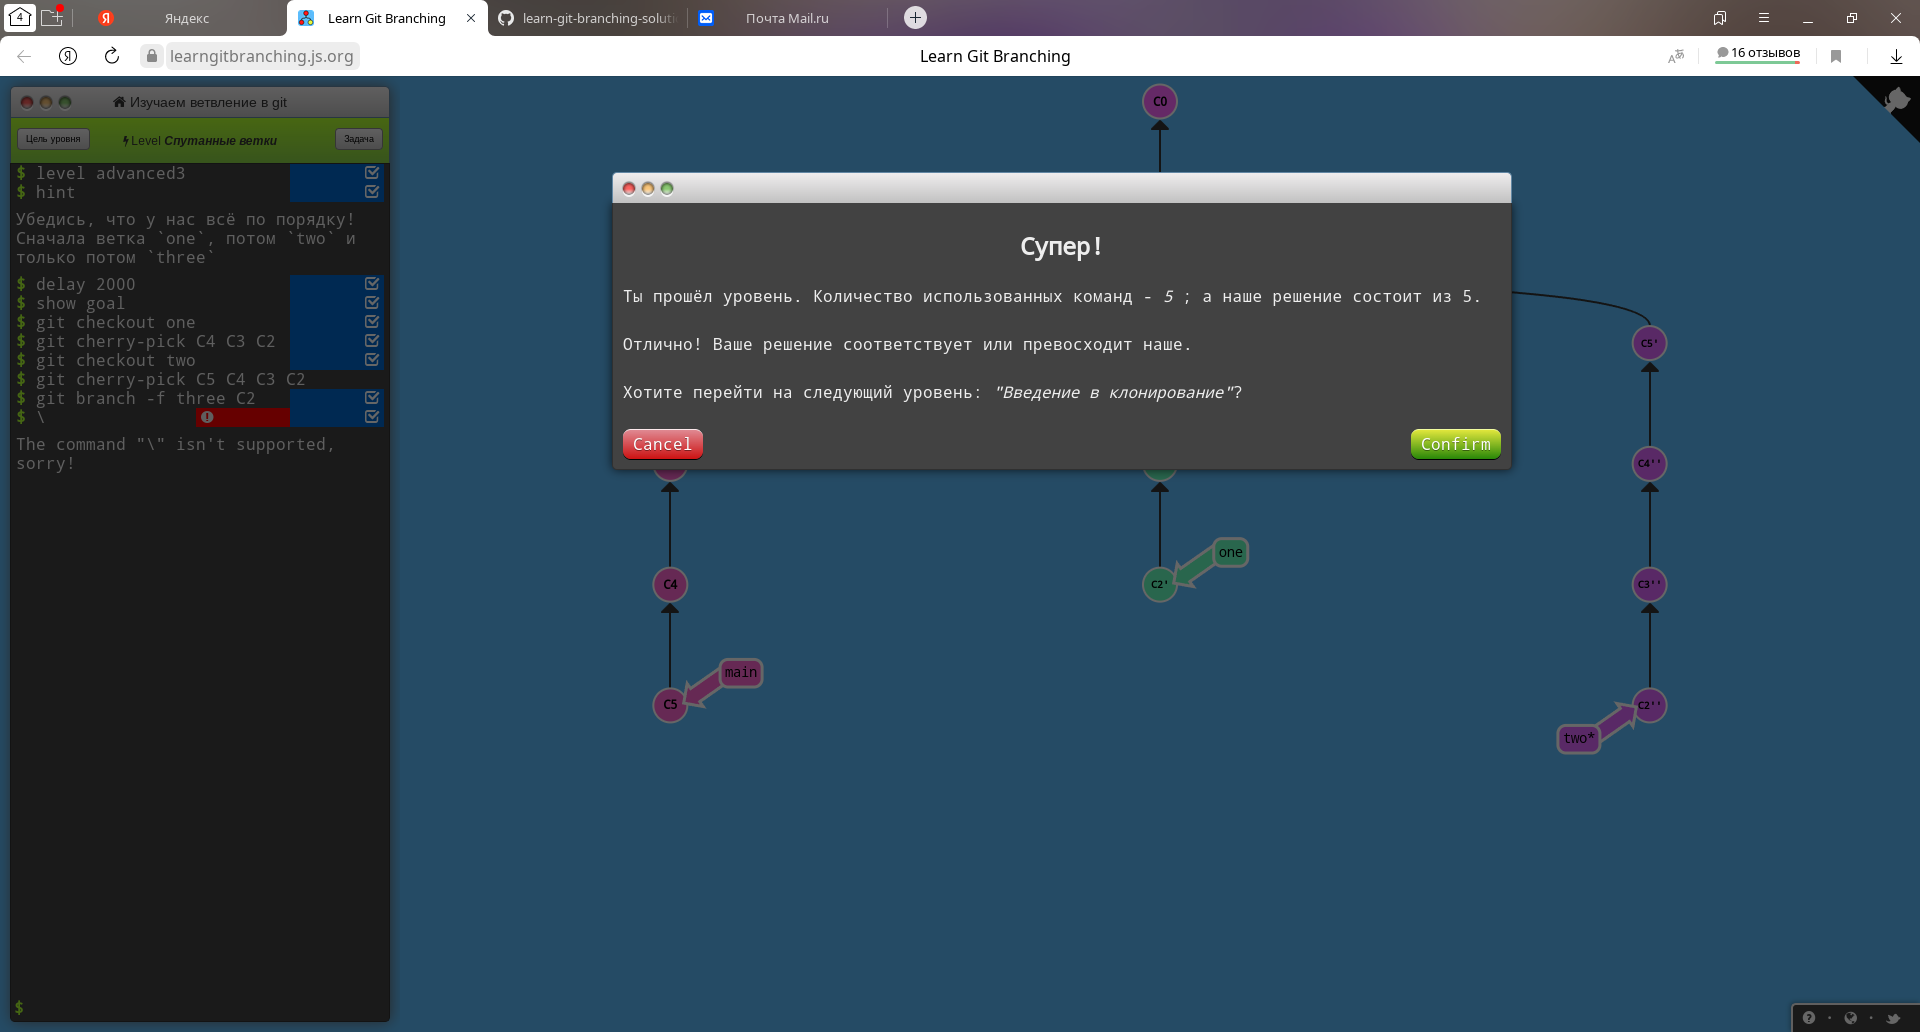 4
Яндекс
Learn Git Branching
learn-git-branching-soluti
Почта Mail.ru
learngitbranching.js.org
Learn Git Branching
16 отзывов
Изучаем ветвление в git
Цель уровня
Level Спутанные ветки
Задача
$ level advanced3
$ hint
Убедись, что у нас всё по порядку!
Сначала ветка `one`, потом `two` и
только потом `three`
$ delay 2000
$ show goal
$ git checkout one
$ git cherry-pick C4 C3 C2
$ git checkout two
$ git cherry-pick C5 C4 C3 C2
$ git branch -f three C2
$ \
The command "\" isn't supported,
sorry!
$
C0
Супер!
Ты прошёл уровень. Количество использованных команд - 5 ; а наше решение состоит из 5.
Отлично! Ваше решение соответствует или превосходит наше.
Хотите перейти на следующий уровень: "Введение в клонирование"?
Cancel
Confirm
C5'
C4''
one
C4
C2'
C3''
main
C5
C2''
two*